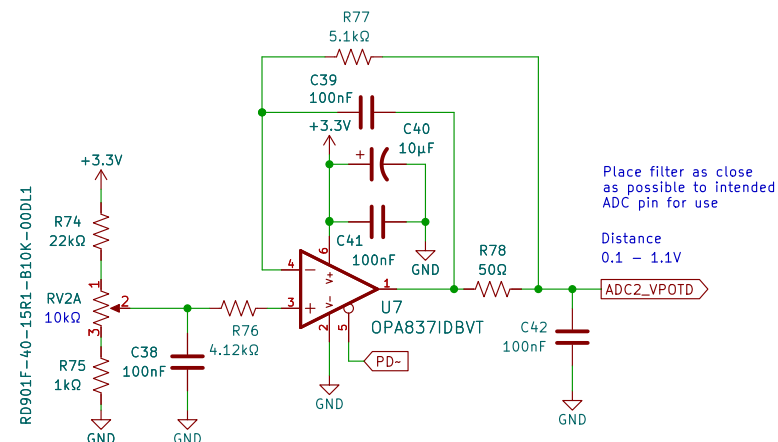 R77
5.1kΩ
C39
100nF
+3.3V
C40
10µF
+
+3.3V
Place filter as close
as possible to intended
ADC pin for use
RD901F-40-15R1-B10K-00DL1
R74
22kΩ
C41
100nF
GND
R78
50Ω
Distance
0.1 – 1.1V
6
V+
4
−
1
1
RV2A
10kΩ
2
3
3
+
V-
U7
OPA837IDBVT
ADC2_VPOTD
R76
4.12kΩ
2
5
C38
100nF
R75
1kΩ
PD~
C42
100nF
GND
GND
GND
GND